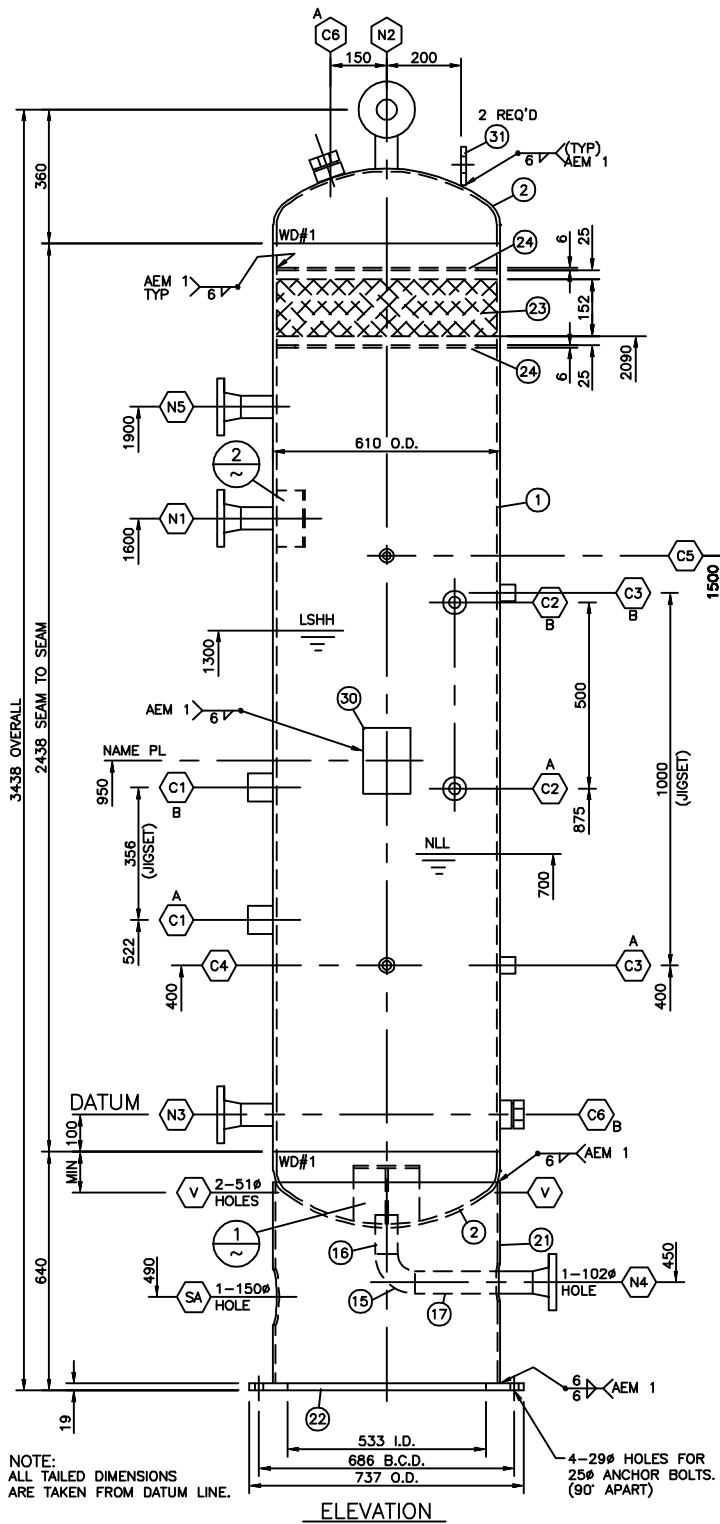 A
C6
N2
150
200
2 REQ'D
31
(TYP)
6
AEM 1
360
2
WD#1
24
6
25
AEM 1
TYP
6
23
152
24
6
25
2090
N5
1900
610 O.D.
2
~
1
N1
1600
C5
1500
C3
B
C2
B
LSHH
1300
500
30
AEM 1
6
3438 OVERALL
2438 SEAM TO SEAM
NAME PL
950
1000
(JIGSET)
C1
B
A
C2
875
356
(JIGSET)
NLL
700
A
C1
522
C4
400
A
C3
400
DATUM
N3
100
C6
B
WD#1
6
AEM 1
MIN
V
2-51ø
HOLES
V
1
~
2
16
21
640
490
450
SA
1-150ø
HOLE
15
17
1-102ø
HOLE
N4
6
6
AEM 1
19
22
533 I.D.
686 B.C.D.
737 O.D.
4-29ø HOLES FOR
25ø ANCHOR BOLTS.
(90° APART)
NOTE:
ALL TAILED DIMENSIONS
ARE TAKEN FROM DATUM LINE.
ELEVATION